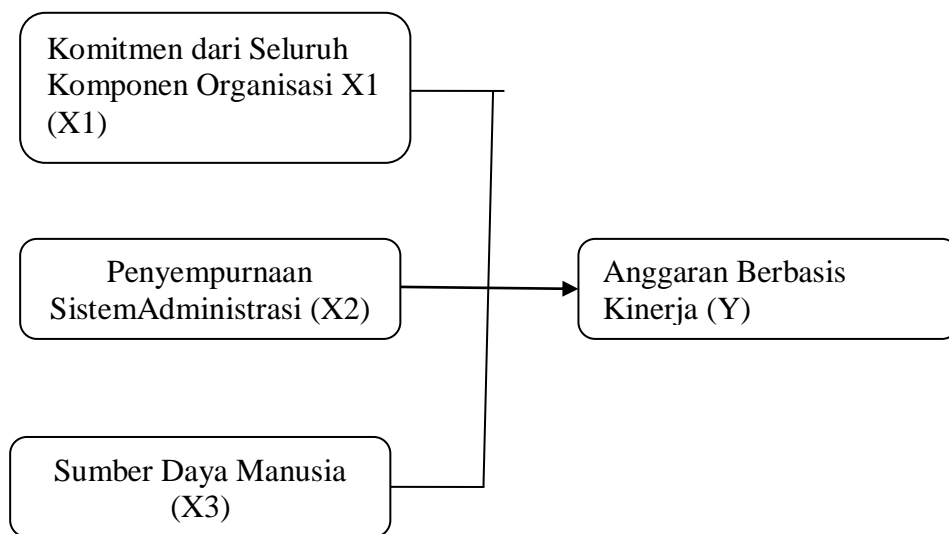 Komitmen dari Seluruh
Komponen Organisasi X1
(X1)
Penyempurnaan
SistemAdministrasi (X2)
Anggaran Berbasis
Kinerja (Y)
Sumber Daya Manusia
(X3)